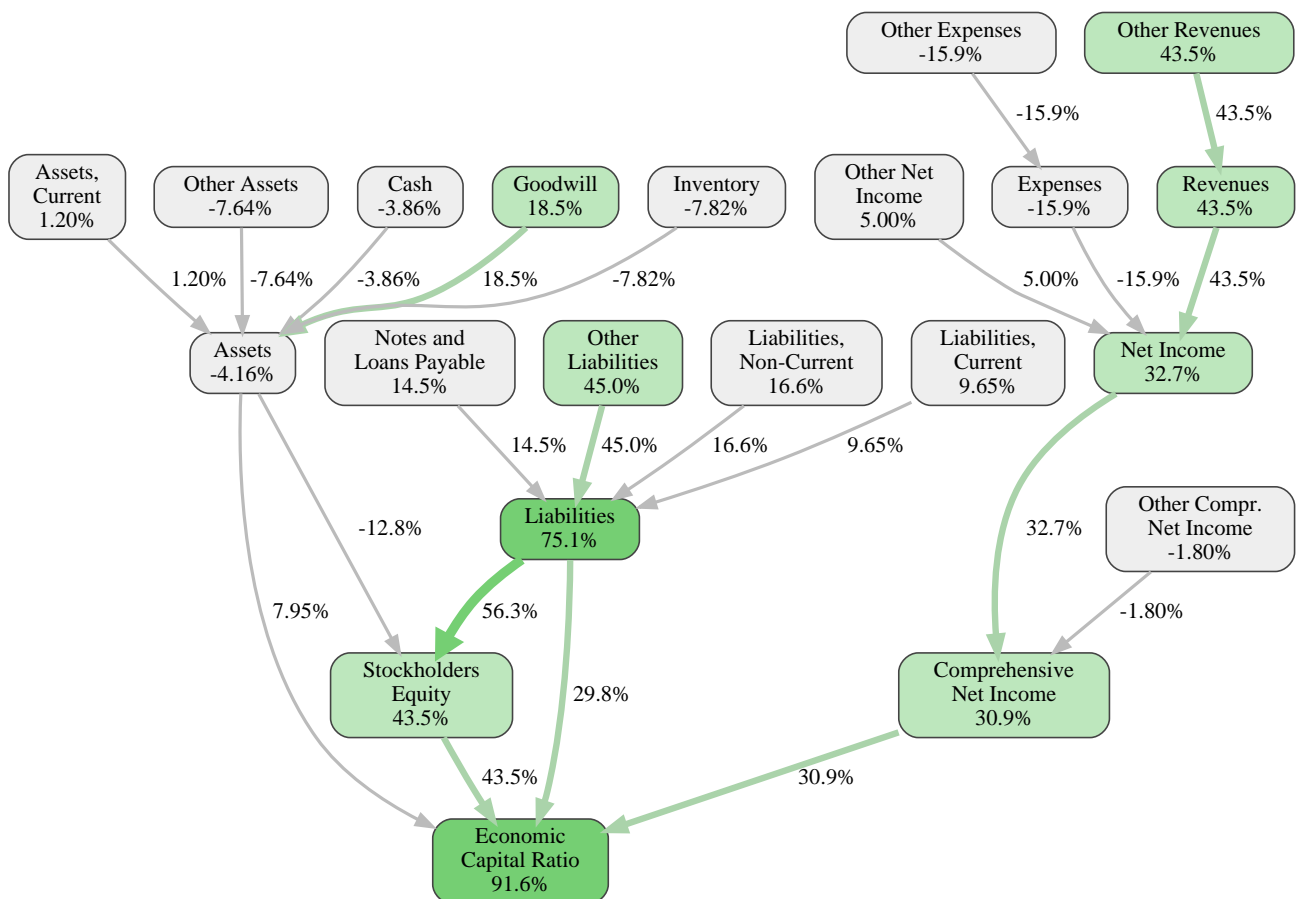 Other Expenses
-15.9%
Other Revenues
43.5%
-15.9%
43.5%
Assets,
Current
1.20%
Other Assets
-7.64%
Cash
-3.86%
Goodwill
18.5%
Inventory
-7.82%
Other Net
Income
5.00%
Expenses
-15.9%
Revenues
43.5%
1.20%
-7.64%
-3.86%
18.5%
-7.82%
5.00%
-15.9%
43.5%
Assets
-4.16%
Notes and
Loans Payable
14.5%
Other
Liabilities
45.0%
Liabilities,
Non-Current
16.6%
Liabilities,
Current
9.65%
Net Income
32.7%
14.5%
45.0%
16.6%
9.65%
Liabilities
75.1%
-12.8%
32.7%
Other Compr.
Net Income
-1.80%
7.95%
56.3%
-1.80%
Stockholders
Equity
43.5%
29.8%
Comprehensive
Net Income
30.9%
43.5%
30.9%
Economic
Capital Ratio
91.6%